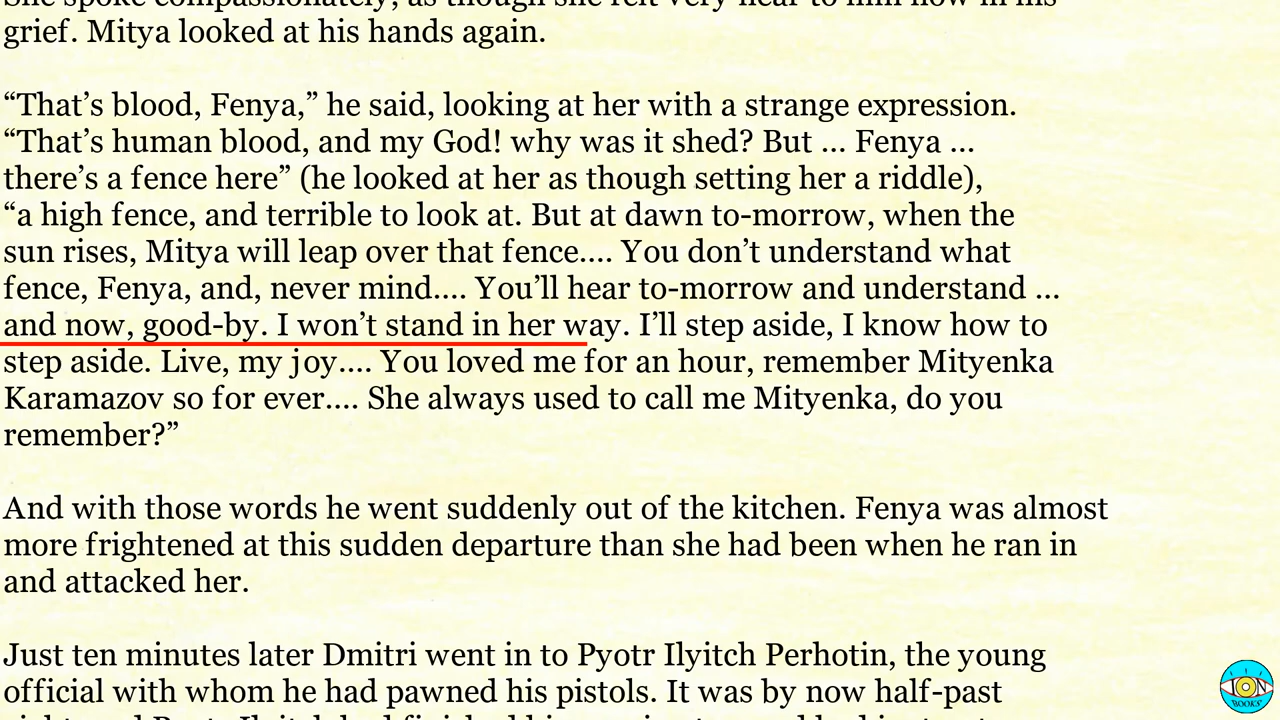 grief. Mitya looked at his hands again.
“That’s blood, Fenya,” he said, looking at her with a strange expression.
“That’s human blood, and my God! why was it shed? But ... Fenya ...
there’s a fence here” (he looked at her as though setting her a riddle),
“a high fence, and terrible to look at. But at dawn to-morrow, when the
sun rises, Mitya will leap over that fence.... You don’t understand what
fence, Fenya, and, never mind.... You’ll hear to-morrow and understand ...
and now, good-by. I won’t stand in her way. I’ll step aside, I know how to
step aside. Live, my joy.... You loved me for an hour, remember Mityenka
Karamazov so for ever.... She always used to call me Mityenka, do you
remember?”
And with those words he went suddenly out of the kitchen. Fenya was almost
more frightened at this sudden departure than she had been when he ran in
and attacked her.
Just ten minutes later Dmitri went in to Pyotr Ilyitch Perhotin, the young
official with whom he had pawned his pistols. It was by now half-past
ION
BOOKS